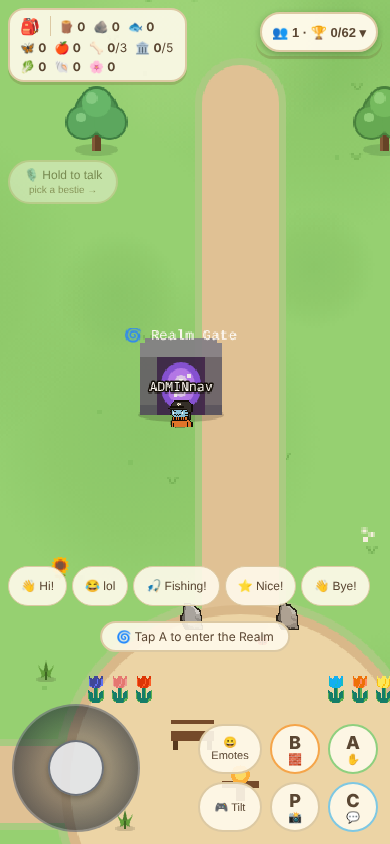 0 0 0
0 0 0/3 0/5
0 0 0
1 · 0/62 ▾
Hold to talk
pick a bestie →
Realm Gate
ADMINnav
Hi! lol Fishing! Nice! Bye!
Tap A to enter the Realm
Emotes
B
A
Tilt
P
C